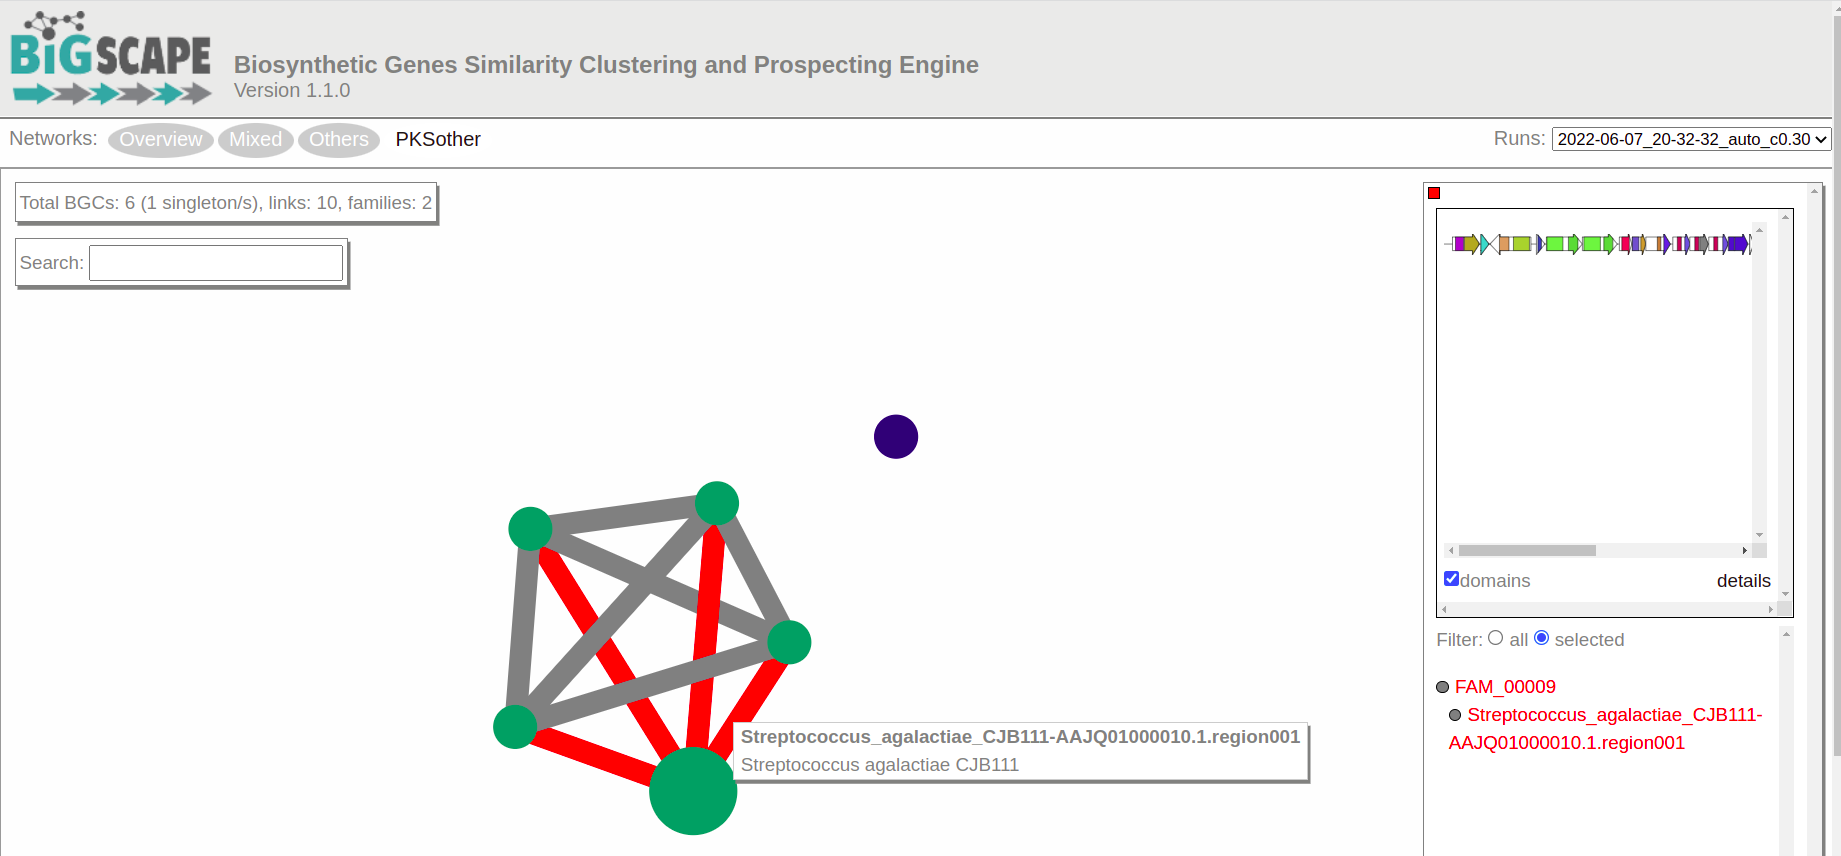 BiGSCAPE
Biosynthetic Genes Similarity Clustering and Prospecting Engine
Version 1.1.0
Networks: Overview Mixed Others PKSother
Runs: 2022-06-07_20-32-32_auto_c0.30
Total BGCs: 6 (1 singleton/s), links: 10, families: 2
Search:
Streptococcus_agalactiae_CJB111-AAJQ01000010.1.region001
Streptococcus agalactiae CJB111
domains
details
Filter: all selected
FAM_00009
Streptococcus_agalactiae_CJB111-
AAJQ01000010.1.region001